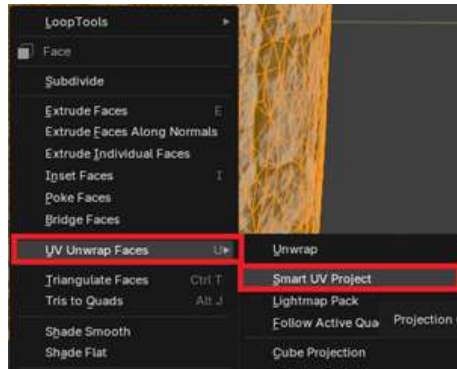 LoopTools
Face
Subdivide
Extrude Faces E
Extrude Faces Along Normals
Extrude Individual Faces
Inset Faces I
Poke Faces
Bridge Faces
UV Unwrap Faces U
Unwrap
Triangulate Faces Ctrl T
Smart UV Project
Tris to Quads Alt J
Lightmap Pack
Follow Active Qua
Projection
Shade Smooth
Shade Flat
Cube Projection